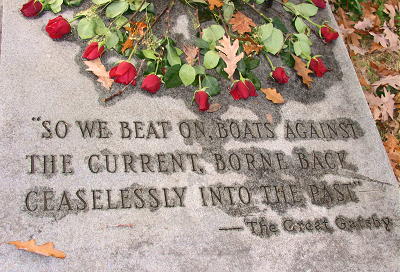 "SO WE BEAT ON, BOATS AGAINST
THE CURRENT, BORNE BACK
CEASELESSLY INTO THE PAST"
— The Great Gatsby